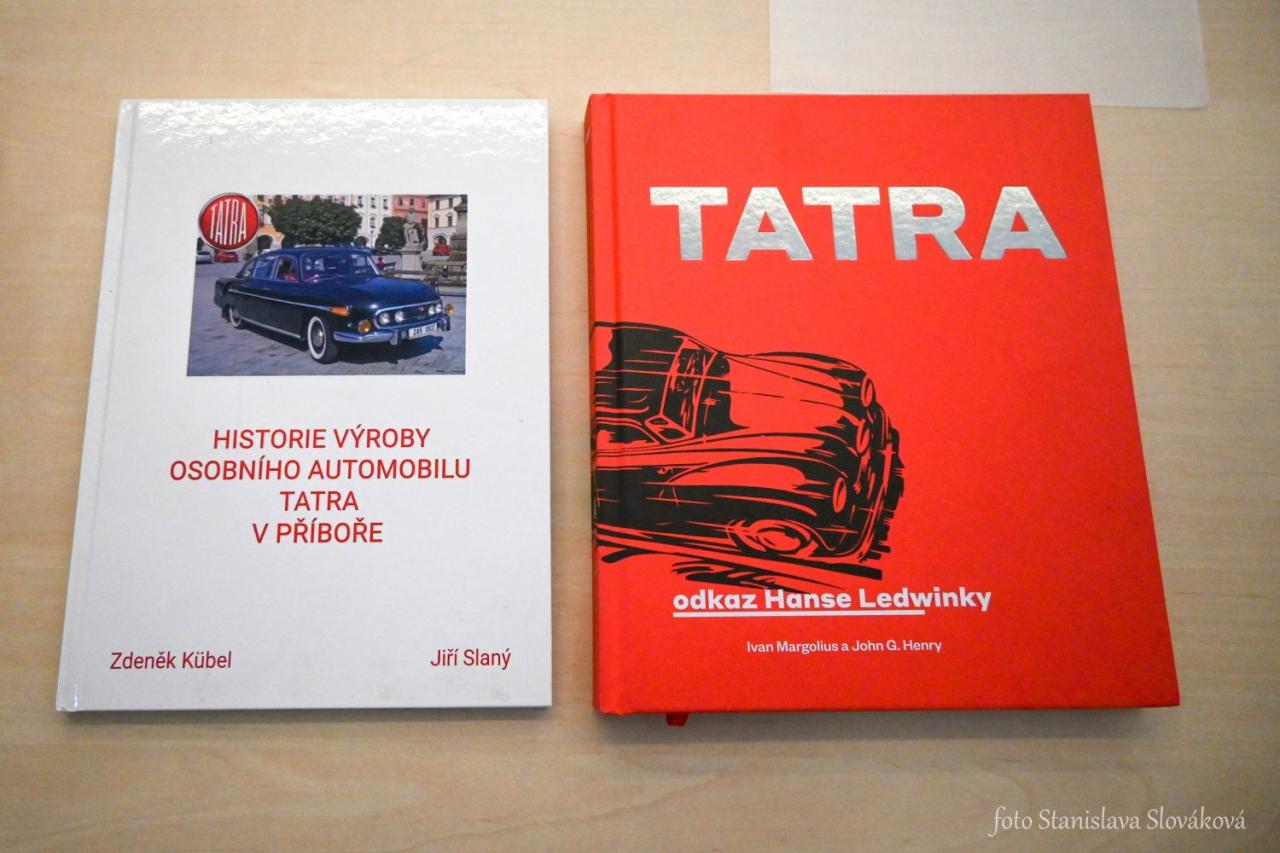 TATRA
HISTORIE VÝROBY
OSOBNÍHO AUTOMOBILU
TATRA
V PŘÍBOŘE
Zdeněk Kübel
Jiří Slaný
TATRA
odkaz Hanse Ledwinky
Ivan Margolius a John G. Henry
foto Stanislava Slováková